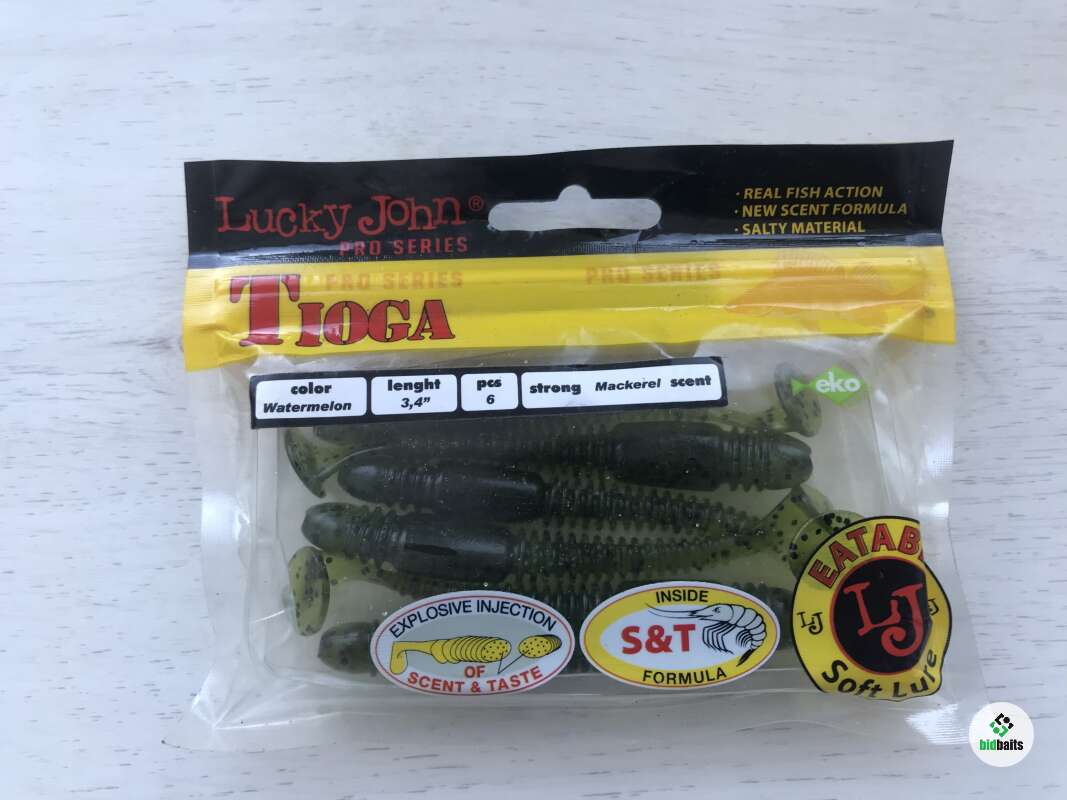 Lucky John®
PRO SERIES
· REAL FISH ACTION
· NEW SCENT FORMULA
· SALTY MATERIAL
PRO SERIES
PRO SERIES
TIOGA
color
Watermelon
lenght
3,4”
pcs
6
strong Mackerel scent
eko
EXPLOSIVE INJECTION
OF
SCENT & TASTE
INSIDE
S&T
FORMULA
EATAB
LJ
LJ
LJ
Soft Lure
bidbaits